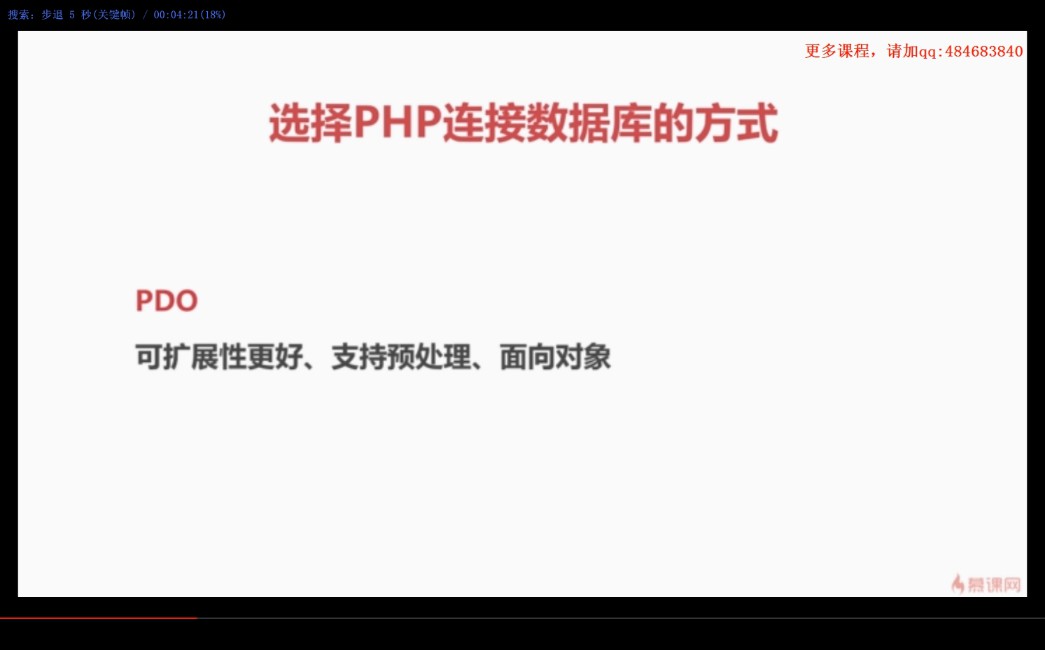 搜索：步退 5 秒(关键帧) / 00:04:21(18%)
更多课程，请加qq:484683840
选择PHP连接数据库的方式
PDO
可扩展性更好、支持预处理、面向对象
慕课网